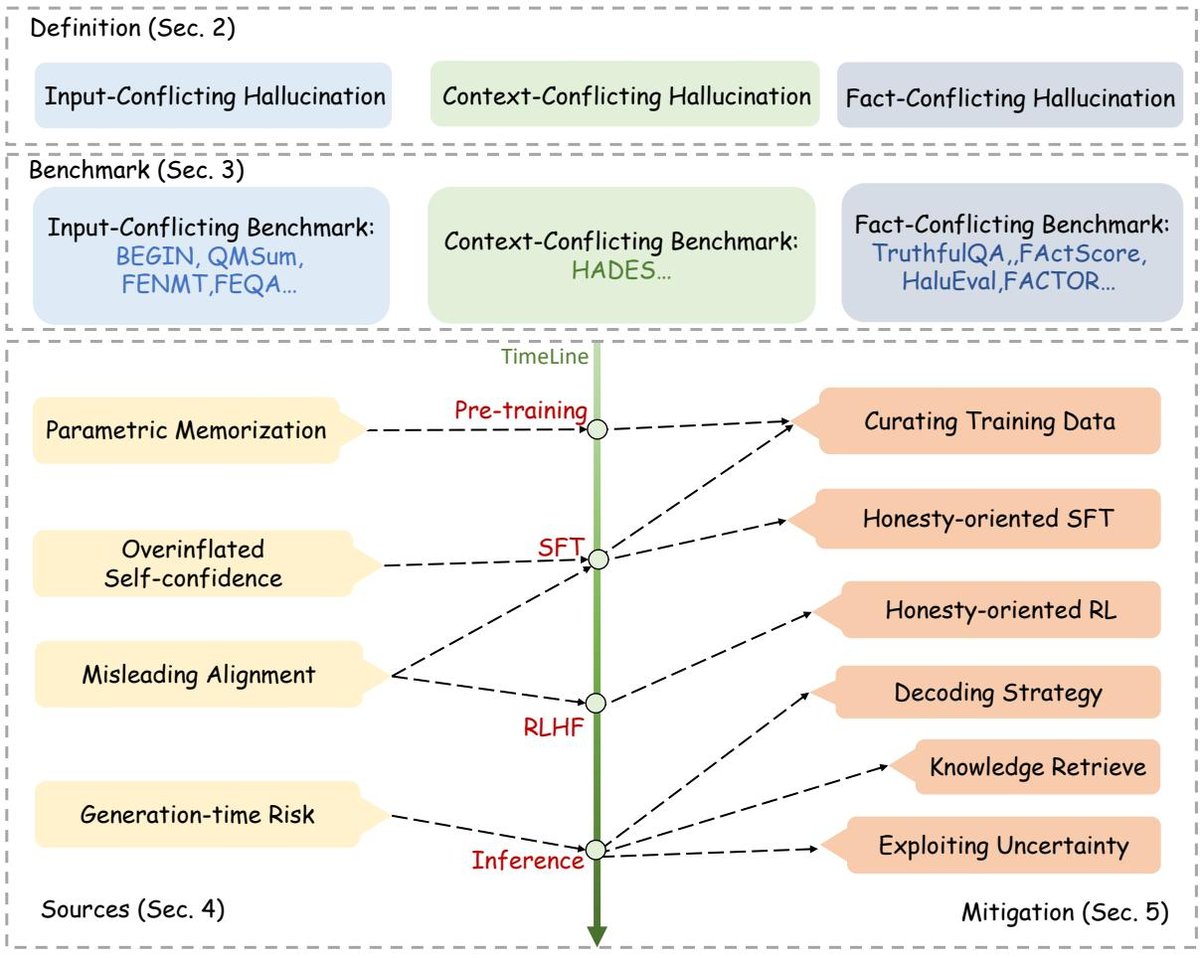 Definition (Sec. 2)
Input-Conflicting Hallucination
Context-Conflicting Hallucination
Fact-Conflicting Hallucination
Benchmark (Sec. 3)
Input-Conflicting Benchmark:
BEGIN, QMSum,
FENMT,FEQA...
Context-Conflicting Benchmark:
HADES...
Fact-Conflicting Benchmark:
TruthfulQA,,FActScore,
HaluEval,FACTOR...
TimeLine
Parametric Memorization
Pre-training
Curating Training Data
Overinflated
Self-confidence
SFT
Honesty-oriented SFT
Misleading Alignment
RLHF
Honesty-oriented RL
Decoding Strategy
Generation-time Risk
Inference
Knowledge Retrieve
Exploiting Uncertainty
Sources (Sec. 4)
Mitigation (Sec. 5)